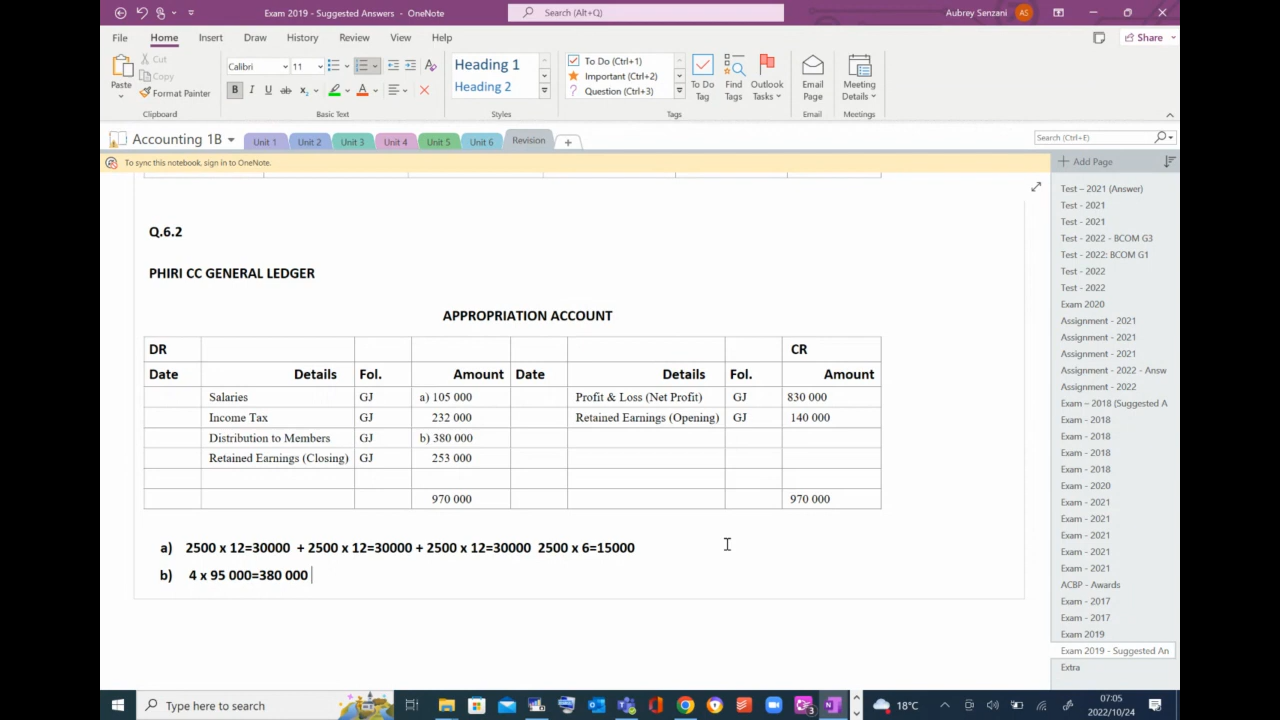 Exam 2019 - Suggested Answers - OneNote
Search (Alt+Q)
Aubrey Senzani AS
File Home Insert Draw History Review View Help Share
Paste Cut Calibri 11 Heading 1 To Do (Ctrl+1) To Do Tag Find Tags Outlook Tasks Email Page Meeting Details
Copy Important (Ctrl+2)
Format Painter B I U ab Heading 2 Question (Ctrl+3)
Clipboard Basic Text Styles Tags Email Meetings
Accounting 1B Unit 1 Unit 2 Unit 3 Unit 4 Unit 5 Unit 6 Revision Search (Ctrl+E)
To sync this notebook, sign in to OneNote.
Q.6.2
PHIRI CC GENERAL LEDGER
APPROPRIATION ACCOUNT
DR CR
Date Details Fol. Amount Date Details Fol. Amount
Salaries GJ a) 105 000 Profit & Loss (Net Profit) GJ 830 000
Income Tax GJ 232 000 Retained Earnings (Opening) GJ 140 000
Distribution to Members GJ b) 380 000
Retained Earnings (Closing) GJ 253 000
970 000 970 000
a) 2500 x 12=30000 + 2500 x 12=30000 + 2500 x 12=30000 2500 x 6=15000
b) 4 x 95 000=380 000
Add Page
Test – 2021 (Answer)
Test - 2021
Test - 2021
Test - 2022 - BCOM G3
Test - 2022: BCOM G1
Test - 2022
Test - 2022
Exam 2020
Assignment - 2021
Assignment - 2021
Assignment - 2021
Assignment - 2022 - Answ
Assignment - 2022
Exam – 2018 (Suggested A
Exam - 2018
Exam - 2018
Exam - 2018
Exam - 2018
Exam - 2020
Exam - 2021
Exam - 2021
Exam - 2021
Exam - 2021
Exam - 2021
ACBP - Awards
Exam - 2017
Exam - 2017
Exam 2019
Exam 2019 - Suggested An
Extra
Type here to search
3
18°C
07:05
2022/10/24